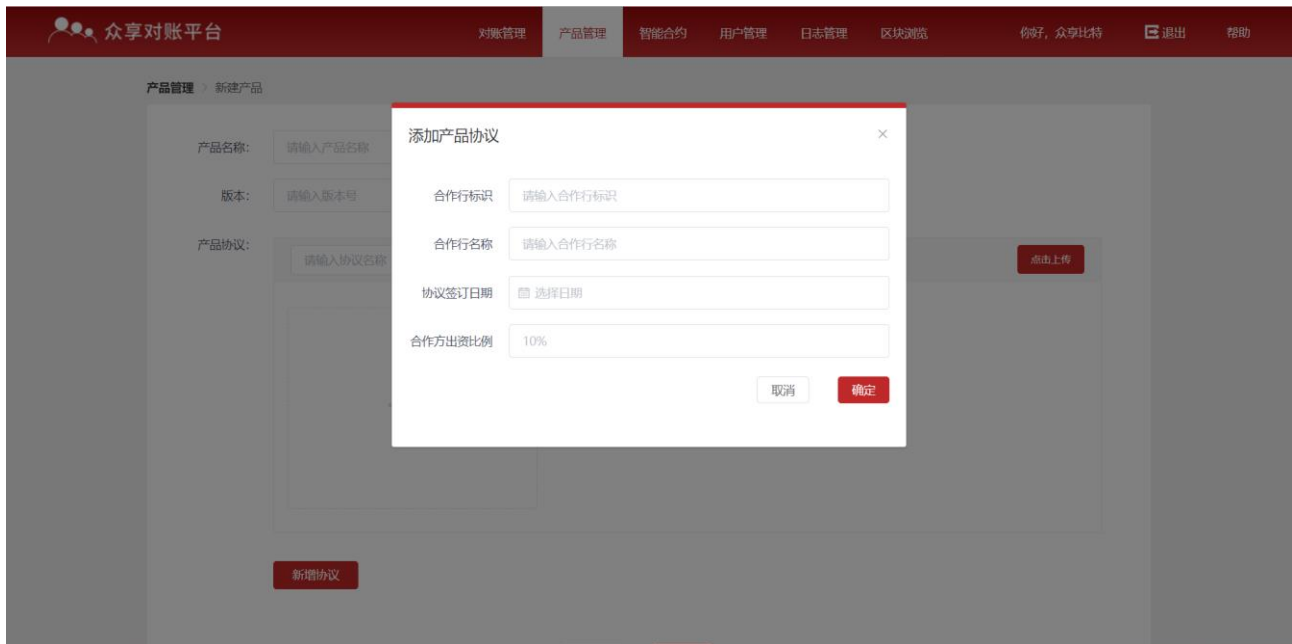 众享对账平台 对账管理 产品管理 智能合约 用户管理 日志管理 区块浏览 你好，众享比特 退出 帮助
产品管理 > 新建产品
添加产品协议 ×
产品名称: 请输入产品名称
版本: 请输入版本号
合作行标识 请输入合作行标识
产品协议: 请输入协议名称 点击上传
合作行名称 请输入合作行名称
协议签订日期 选择日期
合作方出资比例 10%
取消 确定
新增协议